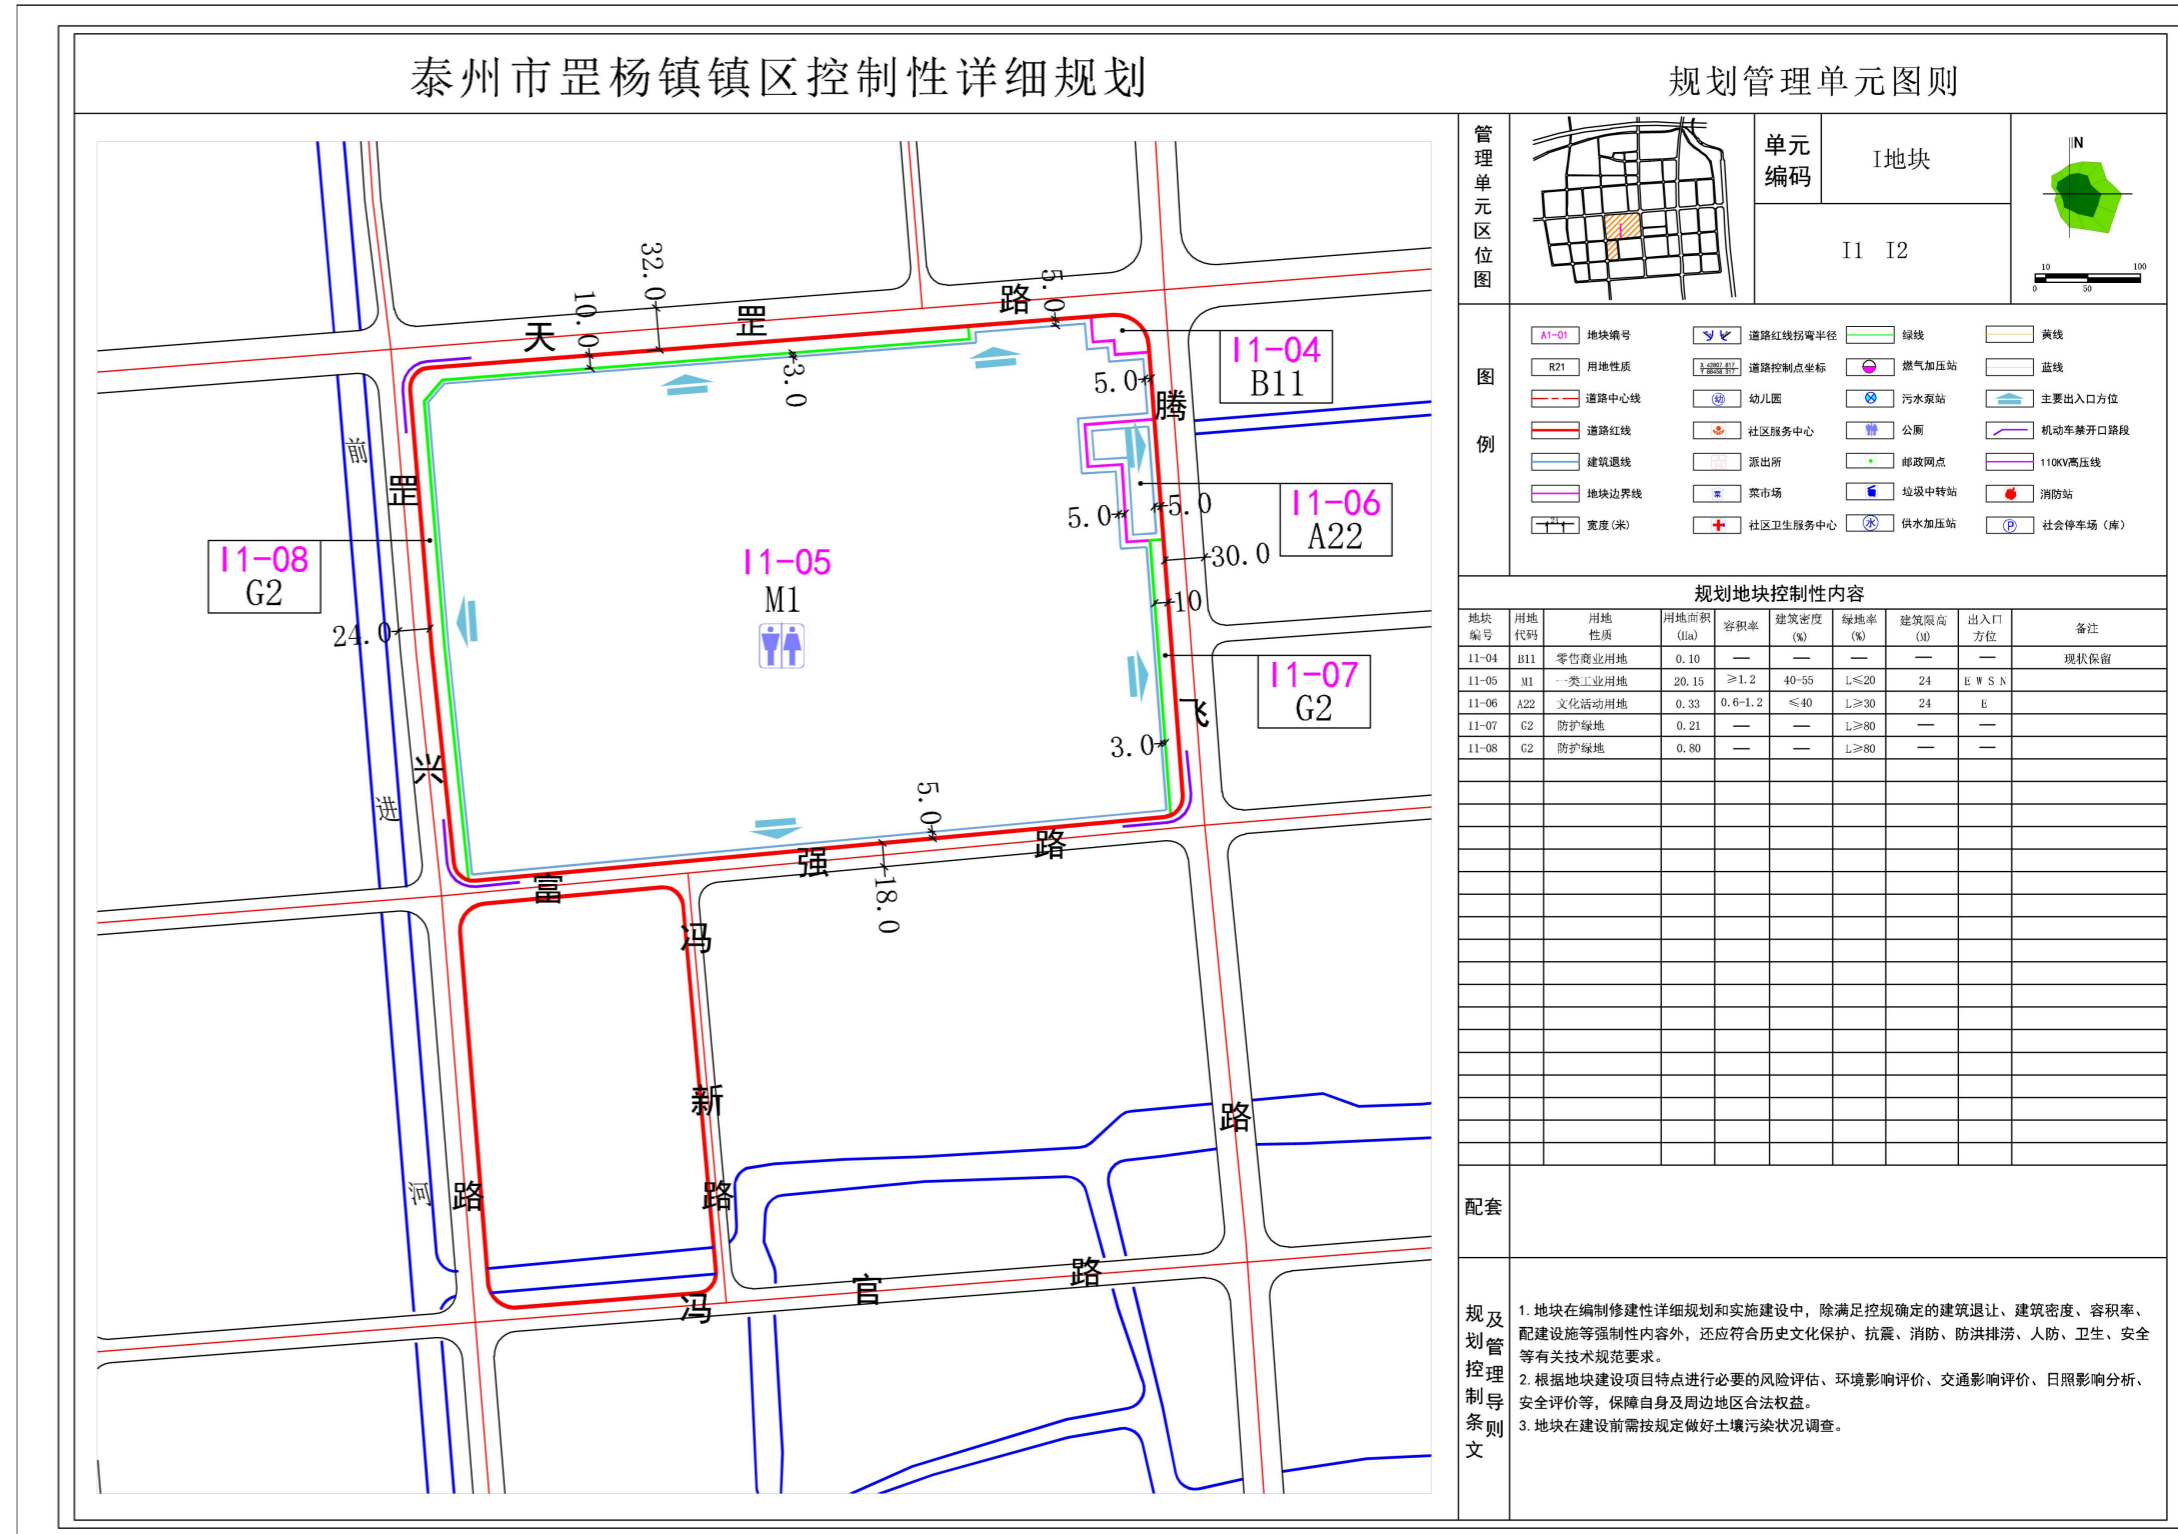 泰州市罡杨镇镇区控制性详细规划
规划管理单元图则
管理单元区位图
I
单元编码
I地块
I1 I2
N
10 100
0 50
图例
A1-01 地块编号
R21 用地性质
道路中心线
道路红线
建筑退线
地块边界线
宽度(米)
道路红线拐弯半径
道路控制点坐标
幼 幼儿园
社区服务中心
派出所
菜 菜市场
社区卫生服务中心
绿线
燃气加压站
污水泵站
公厕
邮政网点
垃圾中转站
水 供水加压站
黄线
蓝线
主要出入口方位
机动车禁开口路段
110KV高压线
消防站
P 社会停车场（库）
规划地块控制性内容
地块编号 用地代码 用地性质 用地面积(Ha) 容积率 建筑密度(%) 绿地率(%) 建筑限高(M) 出入口方位 备注
I1-04 B11 零售商业用地 0.10 — — — — — 现状保留
I1-05 M1 一类工业用地 20.15 ≥1.2 40-55 L≤20 24 E W S N
I1-06 A22 文化活动用地 0.33 0.6-1.2 ≤40 L≥30 24 E
I1-07 G2 防护绿地 0.21 — — L≥80 — —
I1-08 G2 防护绿地 0.80 — — L≥80 — —
配套
规划控制条文及管理导则
1.地块在编制修建性详细规划和实施建设中，除满足控规确定的建筑退让、建筑密度、容积率、
配建设施等强制性内容外，还应符合历史文化保护、抗震、消防、防洪排涝、人防、卫生、安全
等有关技术规范要求。
2.根据地块建设项目特点进行必要的风险评估、环境影响评价、交通影响评价、日照影响分析、
安全评价等，保障自身及周边地区合法权益。
3.地块在建设前需按规定做好土壤污染状况调查。
天罡路
32.0
10.0
3.0
5.0
I1-04
B11
5.0
腾飞路
I1-06
A22
5.0
5.0
30.0
10
I1-05
M1
I1-07
G2
3.0
I1-08
G2
24.0
前进河
罡兴路
5.0
富强路
18.0
冯新路
冯官路